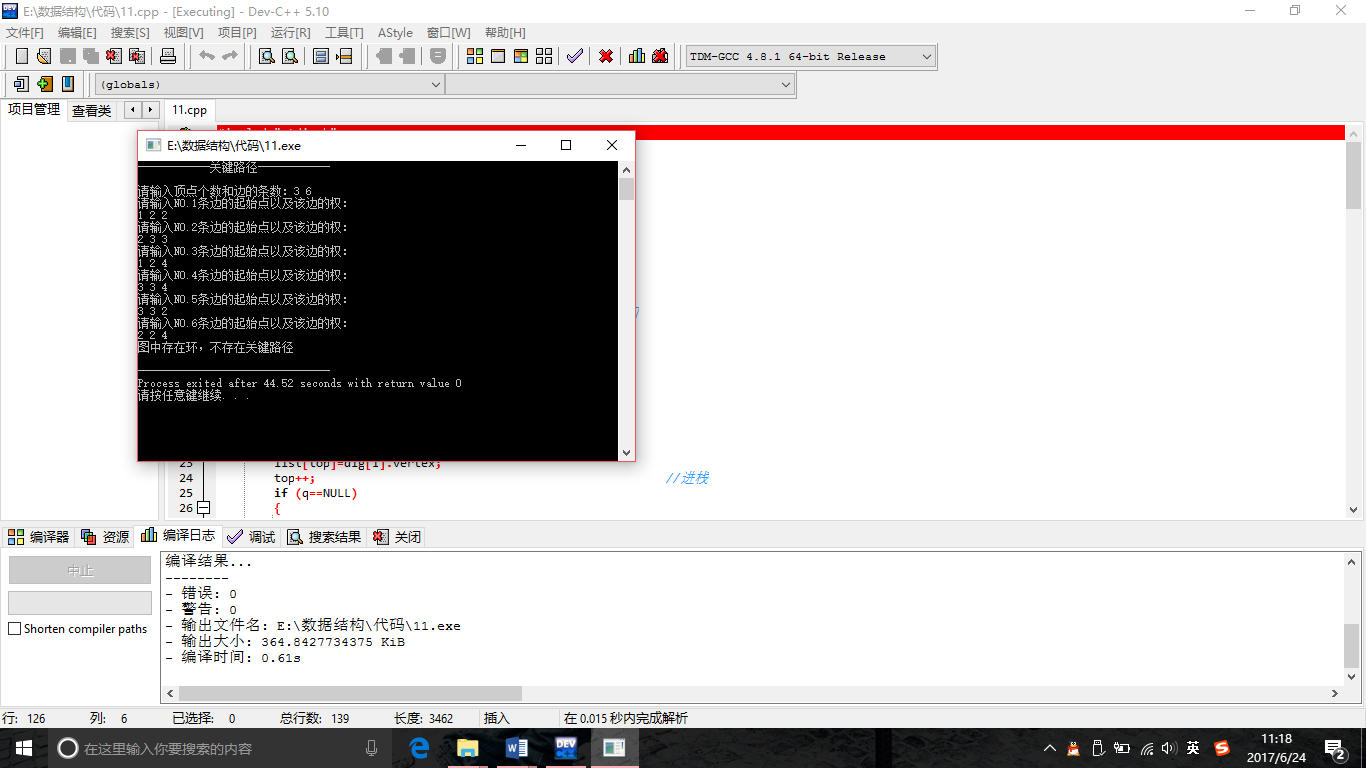 E:\数据结构\代码\11.cpp - [Executing] - Dev-C++ 5.10
文件[F] 编辑[E] 搜索[S] 视图[V] 项目[P] 运行[R] 工具[T] AStyle 窗口[W] 帮助[H]
TDM-GCC 4.8.1 64-bit Release
(globals)
项目管理 查看类 11.cpp
E:\数据结构\代码\11.exe
关键路径
请输入顶点个数和边的条数: 3 6
请输入NO.1条边的起始点以及该边的权:
1 2 2
请输入NO.2条边的起始点以及该边的权:
2 3 3
请输入NO.3条边的起始点以及该边的权:
1 2 4
请输入NO.4条边的起始点以及该边的权:
3 3 4
请输入NO.5条边的起始点以及该边的权:
3 3 2
请输入NO.6条边的起始点以及该边的权:
2 2 4
图中存在环，不存在关键路径
--------------------------------
Process exited after 44.52 seconds with return value 0
请按任意键继续. . .
23 list[top]=dig[i].vertex;
24 top++; //进栈
25 if (q==NULL)
26 {
编译器 资源 编译日志 调试 搜索结果 关闭
中止
Shorten compiler paths
编译结果...
--------
- 错误: 0
- 警告: 0
- 输出文件名: E:\数据结构\代码\11.exe
- 输出大小: 364.8427734375 KiB
- 编译时间: 0.61s
行: 126 列: 6 已选择: 0 总行数: 139 长度: 3462 插入 在 0.015 秒内完成解析
在这里输入你要搜索的内容
DEV
英
11:18
2017/6/24
2